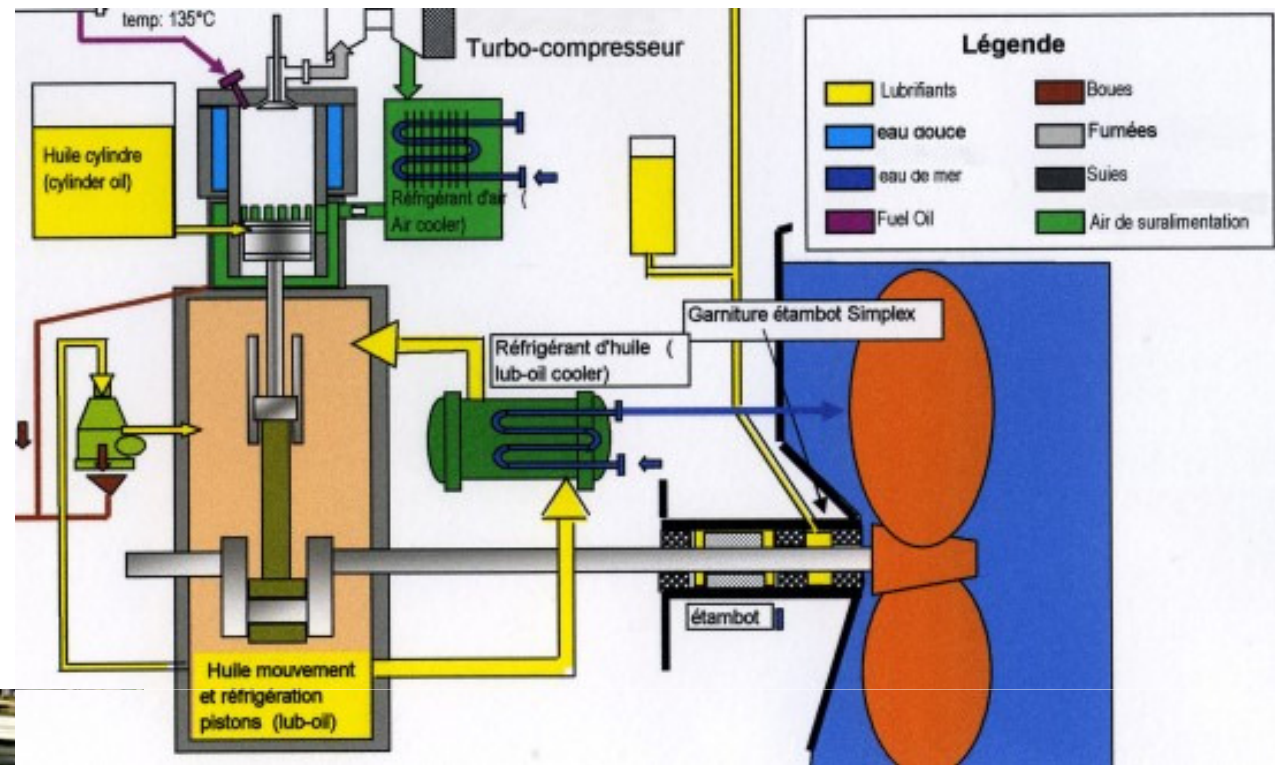 temp: 135°C
Turbo-compresseur
Huile cylindre
(cylinder oil)
Réfrigérant d'air (
Air cooler)
Légende
Lubrifiants
eau douce
eau de mer
Fuel Oil
Boues
Fumées
Suies
Air de suralimentation
Garniture étambot Simplex
Réfrigérant d'huile (
lub-oil cooler)
étambot
Huile mouvement
et réfrigération
pistons (lub-oil)